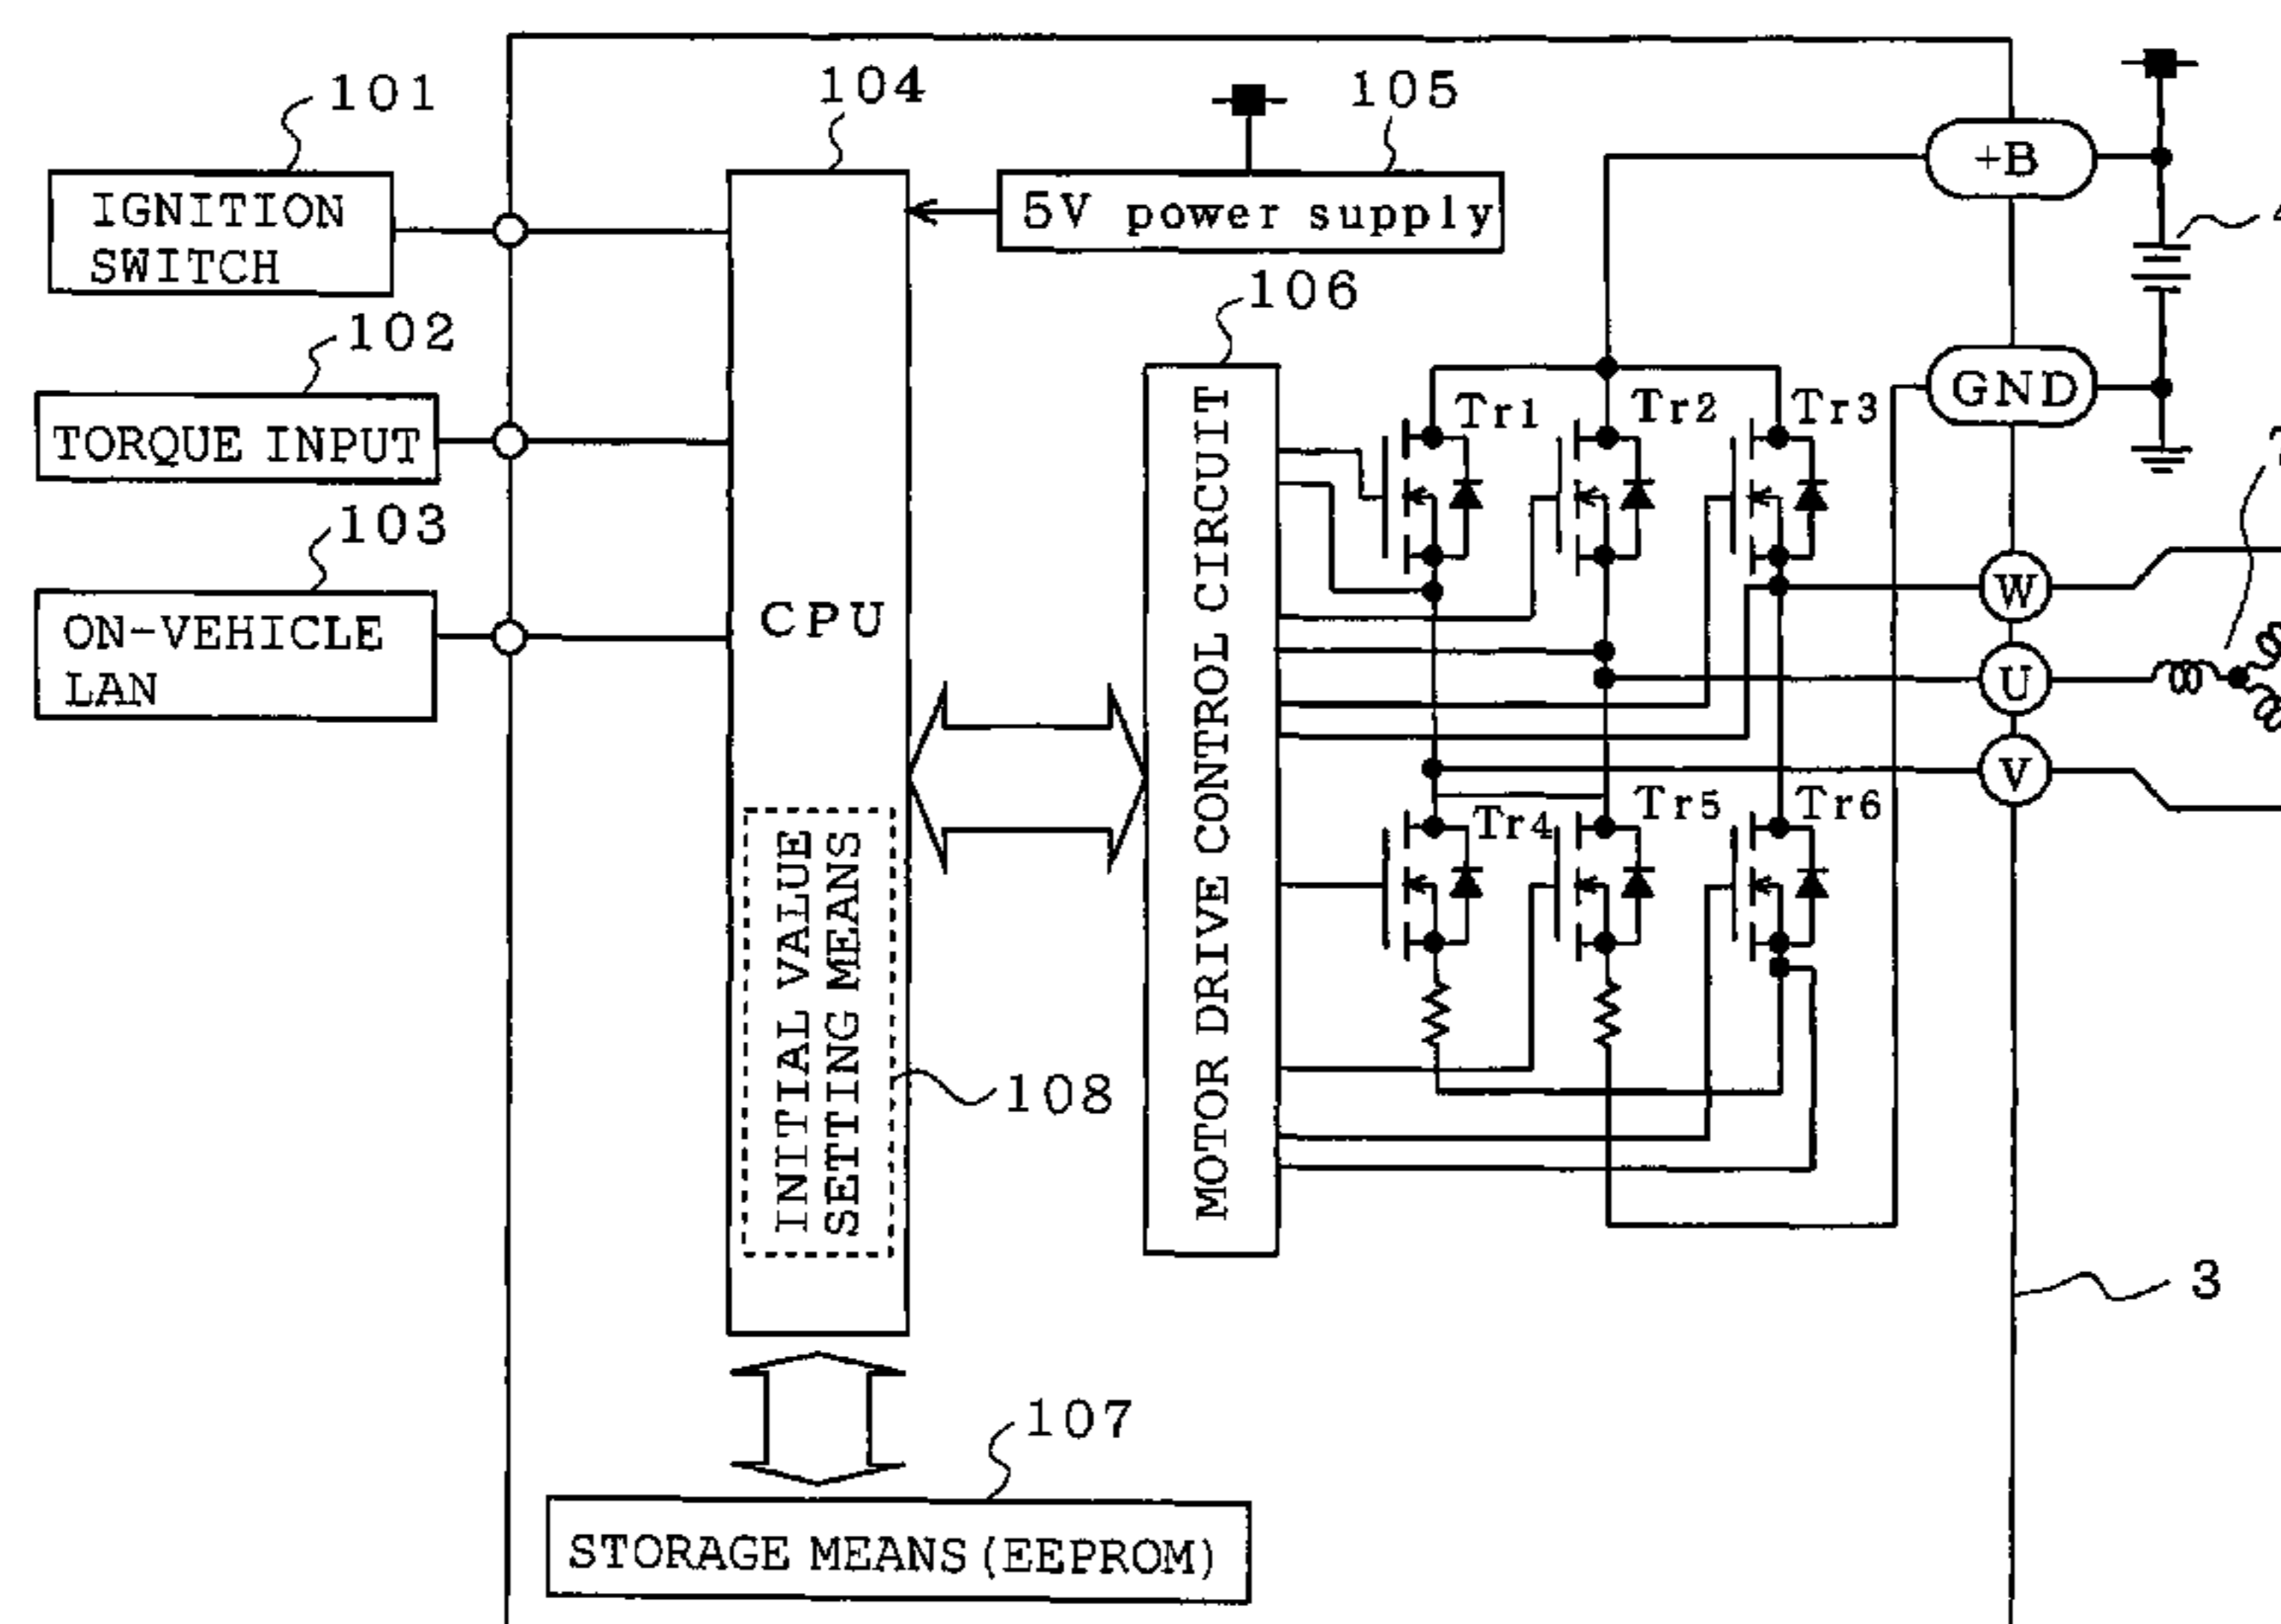 101
104
105
+B
IGNITION
SWITCH
5V power supply
106
102
GND
Tr1
Tr2
Tr3
TORQUE INPUT
103
ON-VEHICLE
LAN
CPU
MOTOR DRIVE CONTROL CIRCUIT
W
U
V
Tr4
Tr5
Tr6
INITIAL VALUE
SETTING MEANS
108
3
107
STORAGE MEANS (EEPROM)